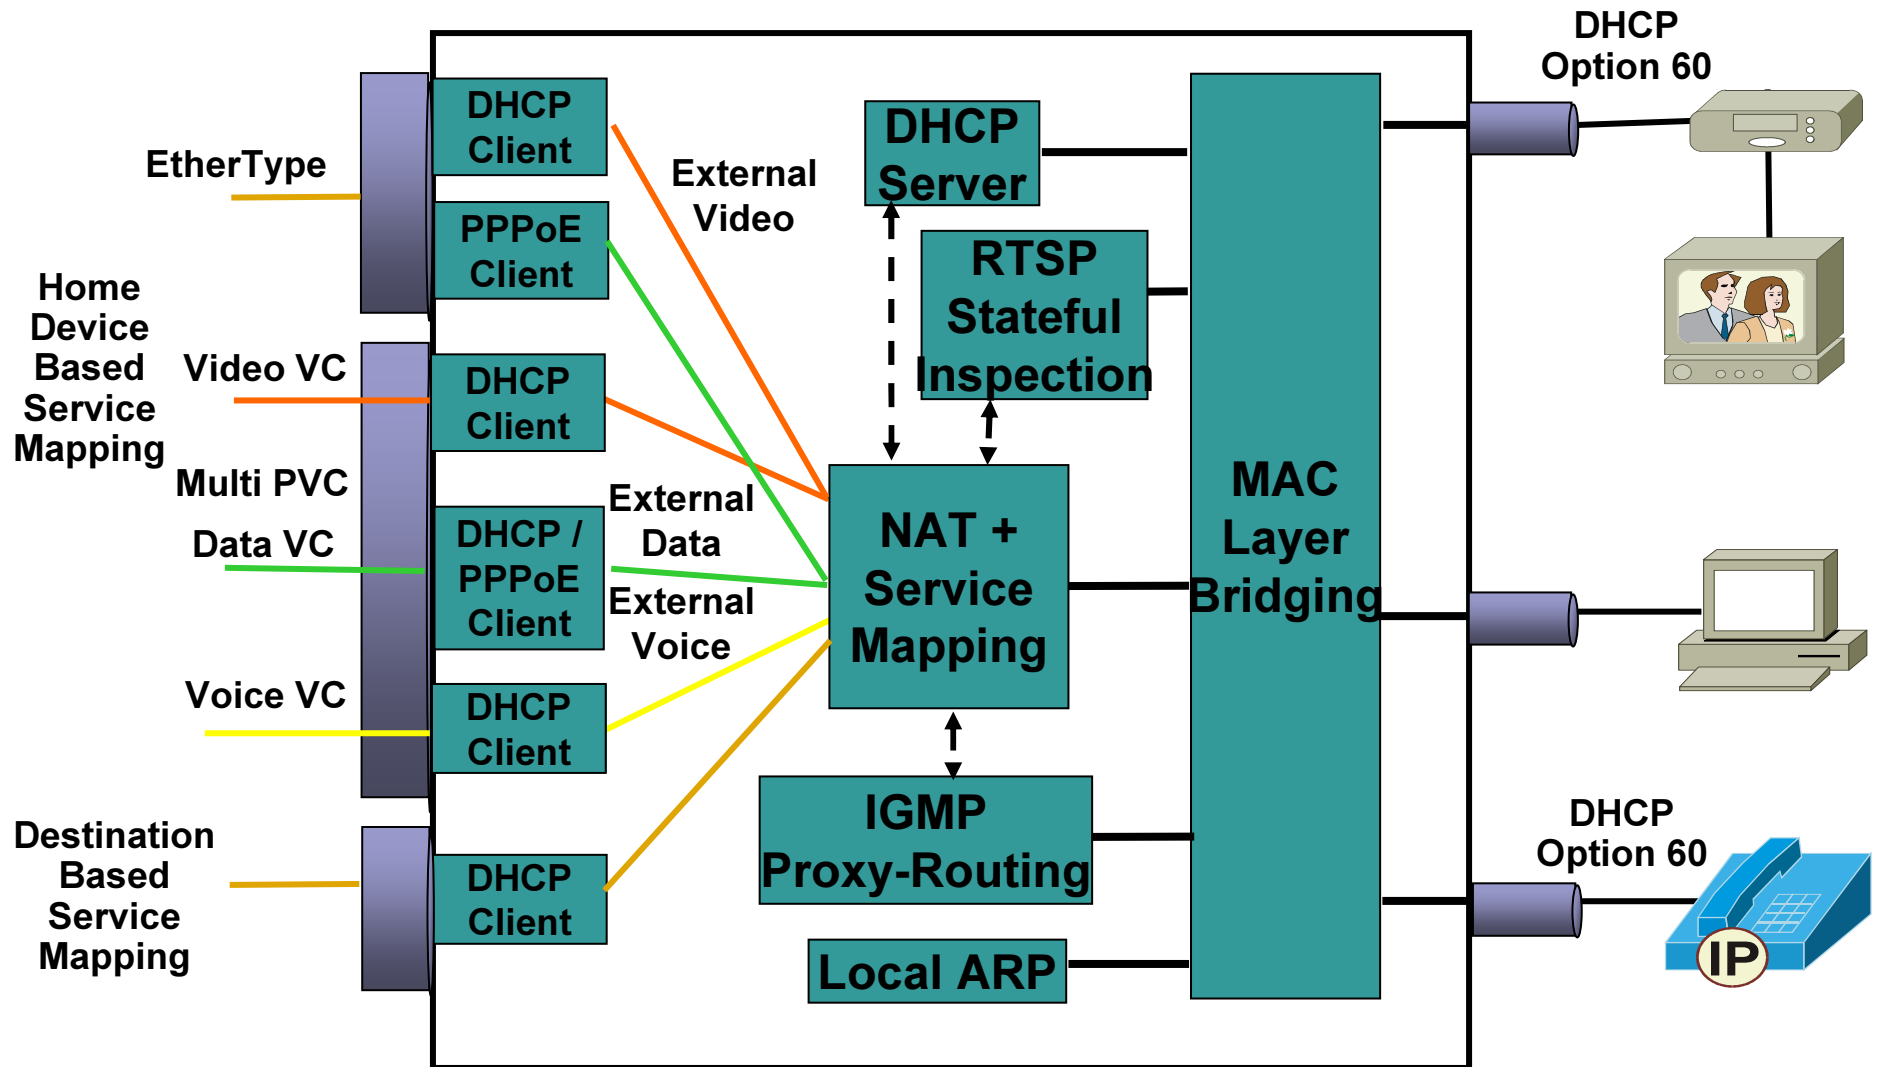 DHCP
Option 60
DHCP
Client
EtherType
PPPoE
Client
External
Video
DHCP
Server
RTSP
Stateful
Inspection
Home
Device
Based
Service
Mapping
Video VC
DHCP
Client
Multi PVC
Data VC
DHCP /
PPPoE
Client
External
Data
External
Voice
NAT +
Service
Mapping
MAC
Layer
Bridging
Voice VC
DHCP
Client
IGMP
Proxy-Routing
Destination
Based
Service
Mapping
DHCP
Client
Local ARP
DHCP
Option 60
IP